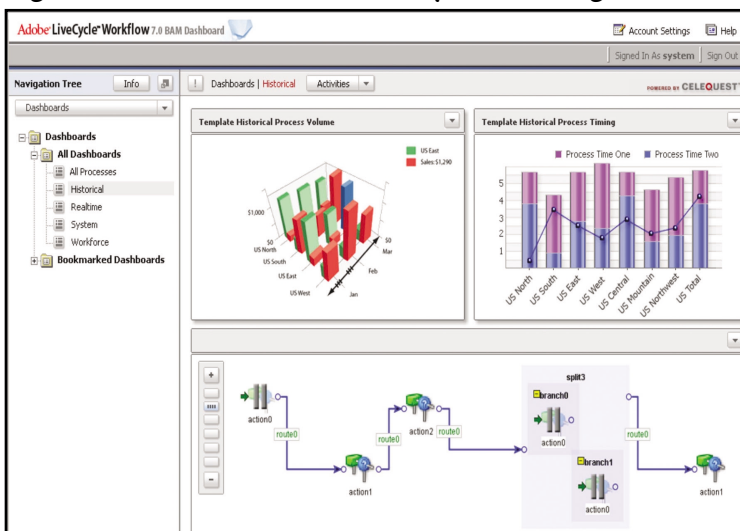 Adobe LiveCycle Workflow 7.0 BAM Dashboard
Account Settings
Help
Signed In As system
Sign Out
Navigation Tree
Info
Dashboards | Historical
Activities
POWERED BY CELEQUEST
Dashboards
Dashboards
All Dashboards
All Processes
Historical
Realtime
System
Workforce
Bookmarked Dashboards
Template Historical Process Volume
US East
Sales: $1,290
$1,000
$0
US North
US South
US East
US West
Jan
Feb
Mar
$0
Template Historical Process Timing
Process Time One
Process Time Two
5
4
3
2
1
US North
US South
US East
US West
US Central
US Mountain
US Northwest
US Total
action0
route0
action1
route0
action2
route0
split3
branch0
action0
branch1
action0
route0
action1